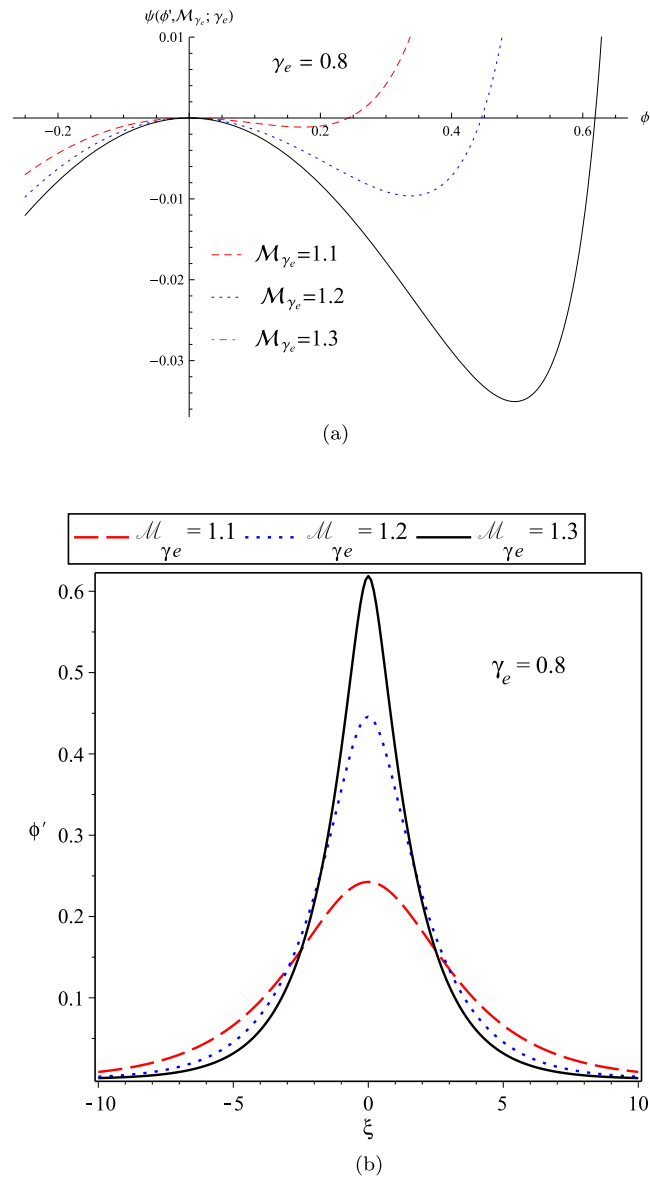 ψ(ϕ',ℳγₑ; γₑ)
0.01
γₑ = 0.8
-0.2 0.2 0.4 0.6 ϕ
-0.01
ℳγₑ=1.1
-0.02
ℳγₑ=1.2
ℳγₑ=1.3
-0.03
(a)
ℳγₑ = 1.1 ℳγₑ = 1.2 ℳγₑ = 1.3
0.6
γₑ = 0.8
0.5
0.4
ϕ′ 0.3
0.2
0.1
-10 -5 0 5 10
ξ
(b)